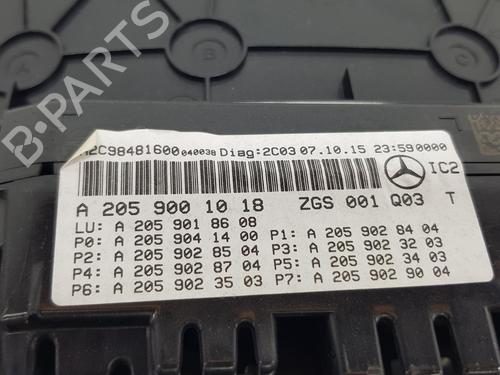 A2C98481600 040038 Diag:2C03 07.10.15 23:590000
IC2
A 205 900 10 18 ZGS 001 Q03 T
LU: A 205 901 86 08
P0: A 205 904 14 00 P1: A 205 902 84 04
P2: A 205 902 85 04 P3: A 205 902 32 03
P4: A 205 902 87 04 P5: A 205 902 34 03
P6: A 205 902 35 03 P7: A 205 902 90 04
B-PARTS